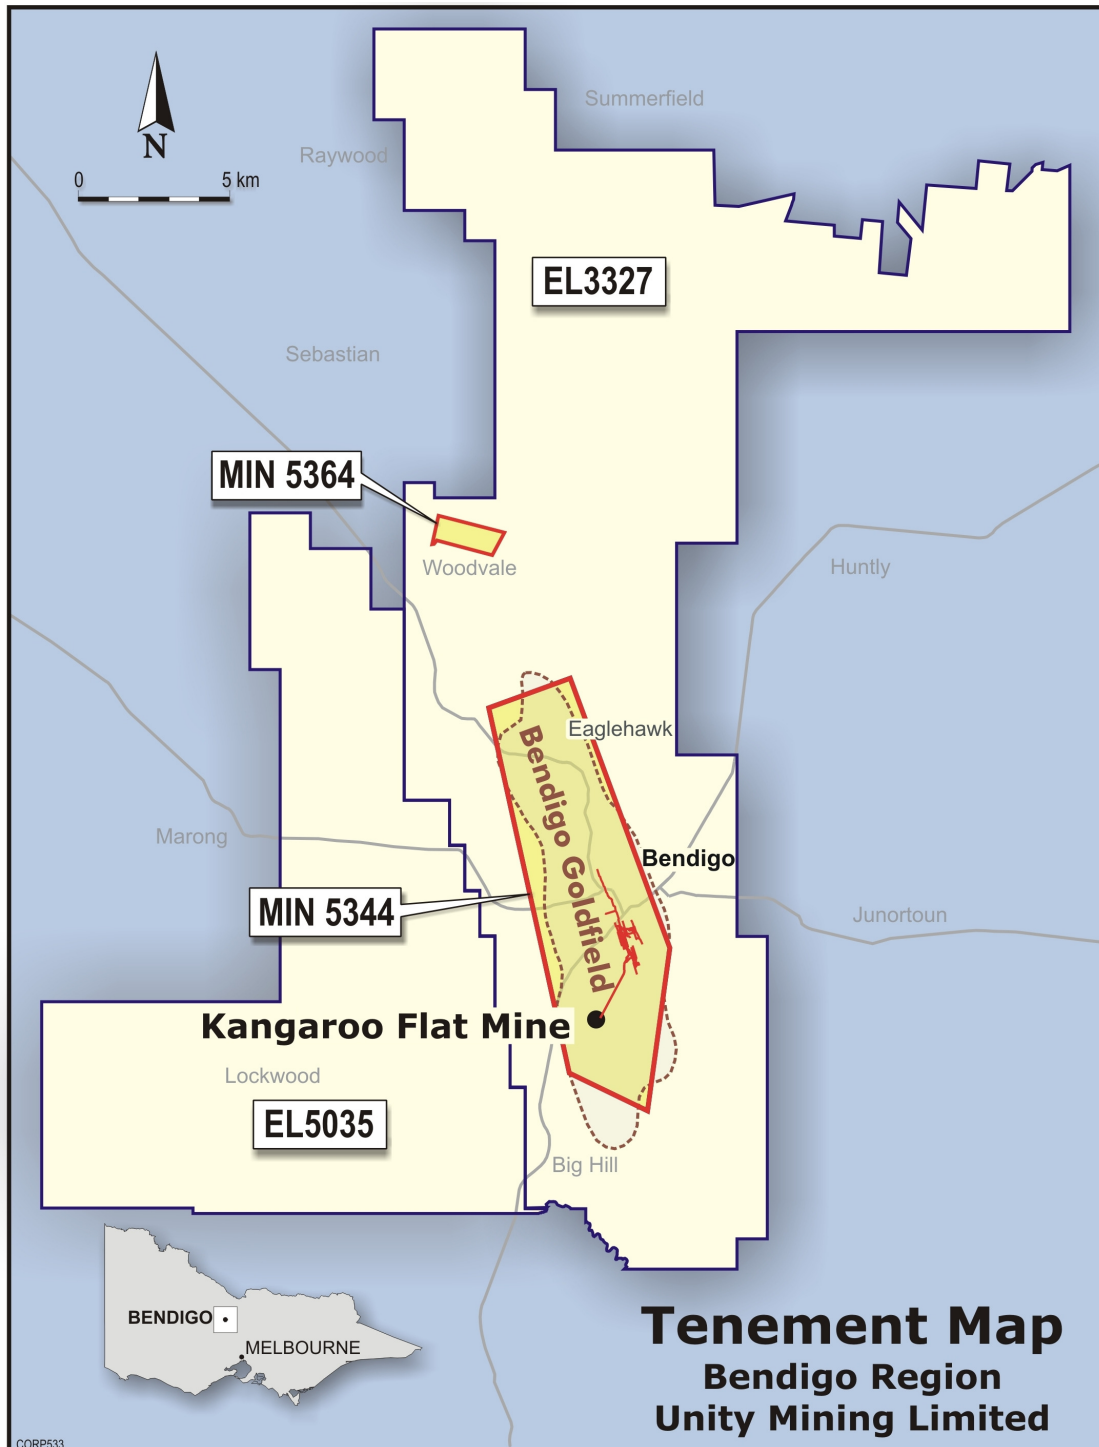 Summerfield
Raywood
N
0 5 km
EL3327
Sebastian
MIN 5364
Woodvale
Huntly
Eaglehawk
Bendigo Goldfield
Marong
Bendigo
MIN 5344
Junortoun
Kangaroo Flat Mine
Lockwood
EL5035
Big Hill
BENDIGO
MELBOURNE
Tenement Map
Bendigo Region
Unity Mining Limited
CORP533